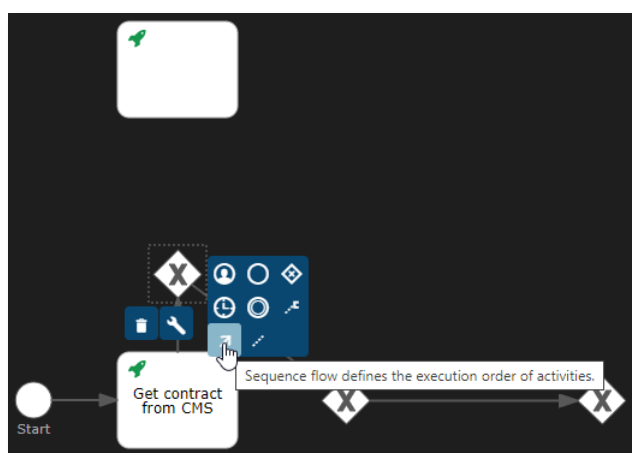 Sequence flow defines the execution order of activities.
Get contract
from CMS
Start